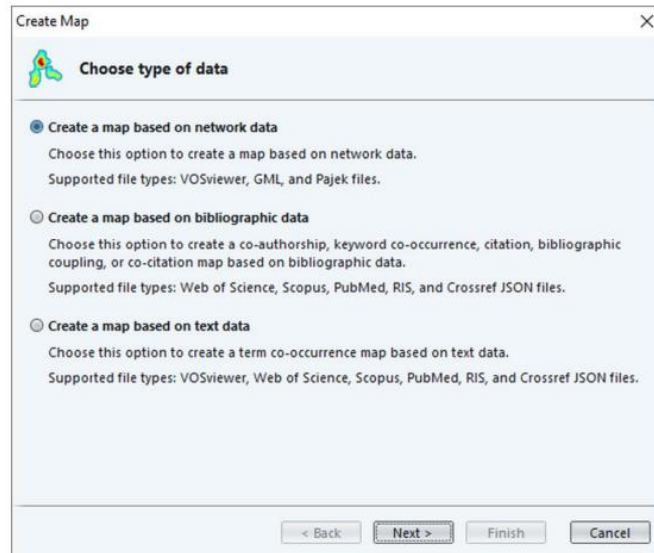 Create Map
Choose type of data
Create a map based on network data
Choose this option to create a map based on network data.
Supported file types: VOSviewer, GML, and Pajek files.
Create a map based on bibliographic data
Choose this option to create a co-authorship, keyword co-occurrence, citation, bibliographic
coupling, or co-citation map based on bibliographic data.
Supported file types: Web of Science, Scopus, PubMed, RIS, and Crossref JSON files.
Create a map based on text data
Choose this option to create a term co-occurrence map based on text data.
Supported file types: VOSviewer, Web of Science, Scopus, PubMed, RIS, and Crossref JSON files.
< Back Next > Finish Cancel